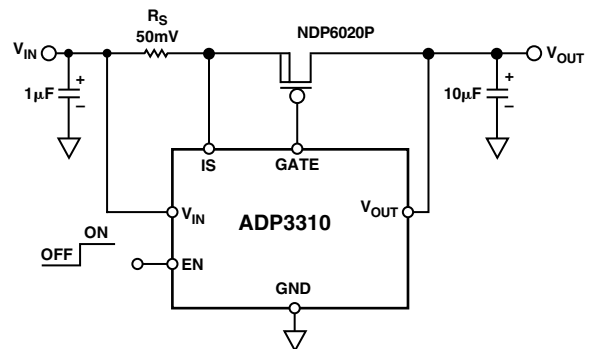 RS
50mV
NDP6020P
VIN
VOUT
1μF
+
–
10μF
+
–
IS
GATE
VIN
ADP3310
VOUT
ON
OFF
EN
GND